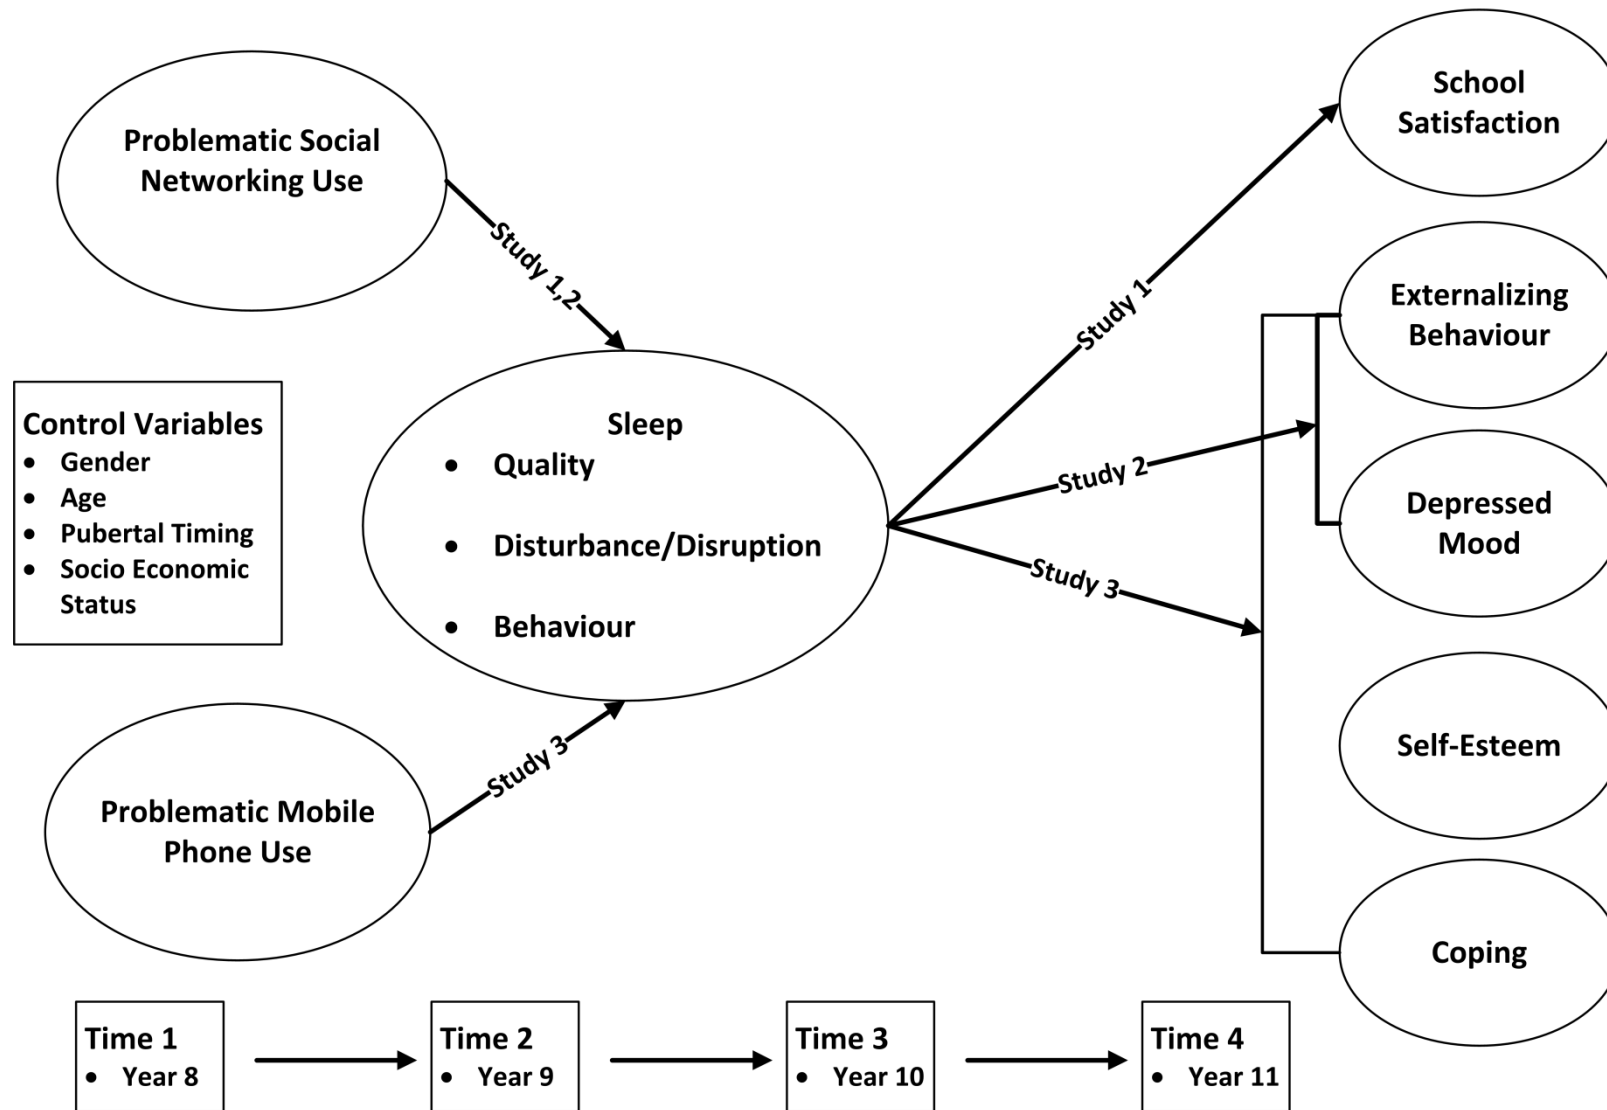 Problematic Social
Networking Use
Study 1,2
Control Variables
• Gender
• Age
• Pubertal Timing
• Socio Economic
Status
Sleep
• Quality
• Disturbance/Disruption
• Behaviour
Problematic Mobile
Phone Use
Study 3
Study 1
Study 2
Study 3
School
Satisfaction
Externalizing
Behaviour
Depressed
Mood
Self-Esteem
Coping
Time 1
• Year 8
Time 2
• Year 9
Time 3
• Year 10
Time 4
• Year 11